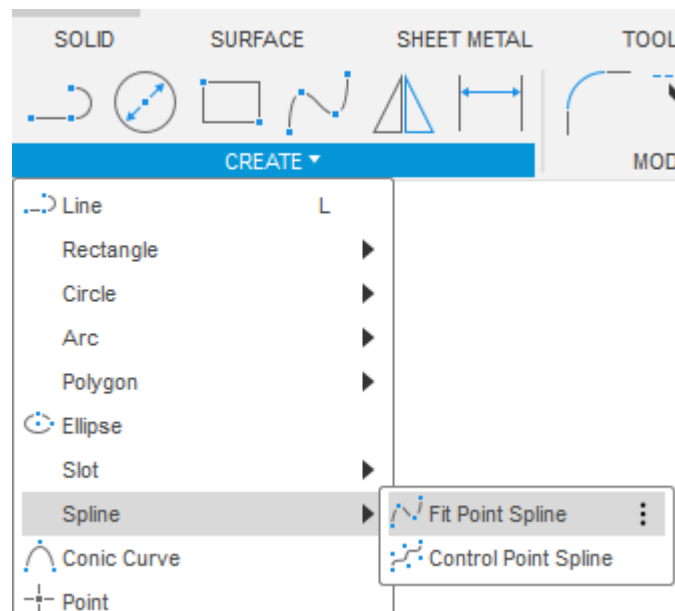 SOLID SURFACE SHEET METAL TOOL
CREATE MOD
Line L
Rectangle
Circle
Arc
Polygon
Ellipse
Slot
Spline
Fit Point Spline
Control Point Spline
Conic Curve
Point